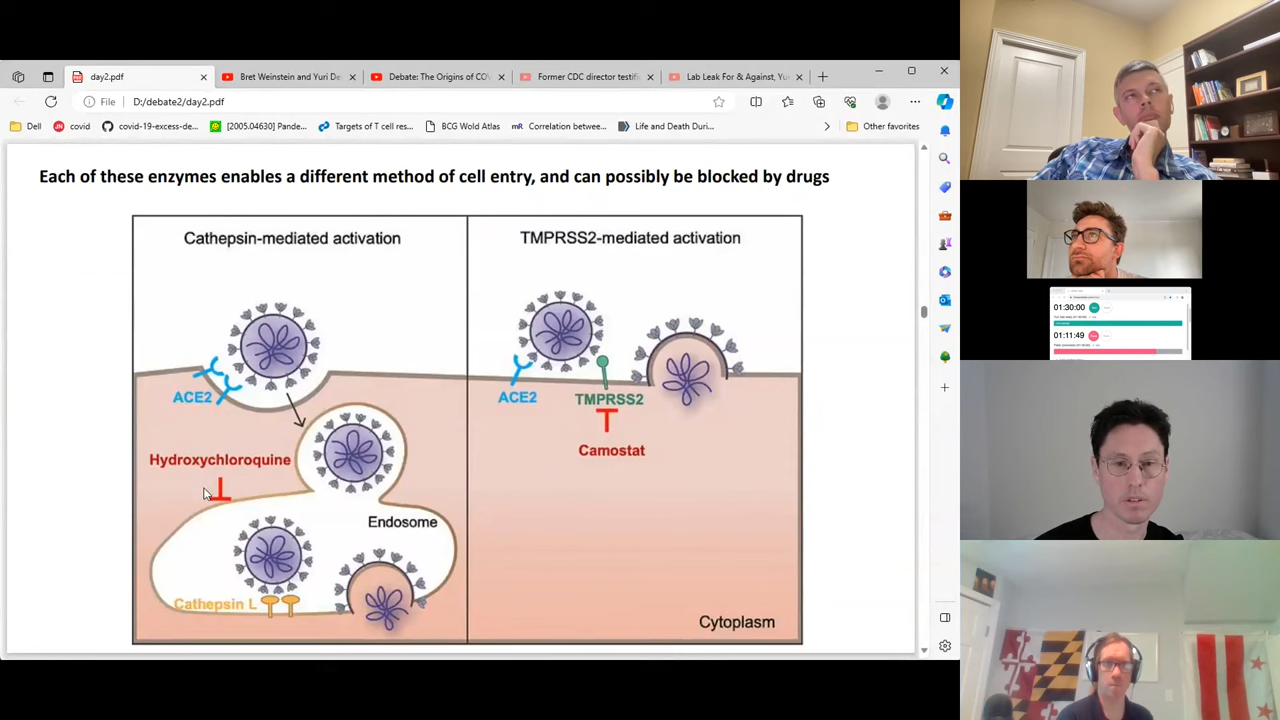 day2.pdf
Bret Weinstein and Yuri De
Debate: The Origins of CO
Former CDC director testifi
Lab Leak For & Against, Yu
File
D:/debate2/day2.pdf
Dell
covid
covid-19-excess-de...
[2005.04630] Pande...
Targets of T cell res...
BCG Wold Atlas
mR Correlation betwee...
Life and Death Duri...
Other favorites
Each of these enzymes enables a different method of cell entry, and can possibly be blocked by drugs
Cathepsin-mediated activation
TMPRSS2-mediated activation
ACE2
ACE2
TMPRSS2
Hydroxychloroquine
Camostat
Endosome
Cathepsin L
Cytoplasm
01:30:00
01:11:49